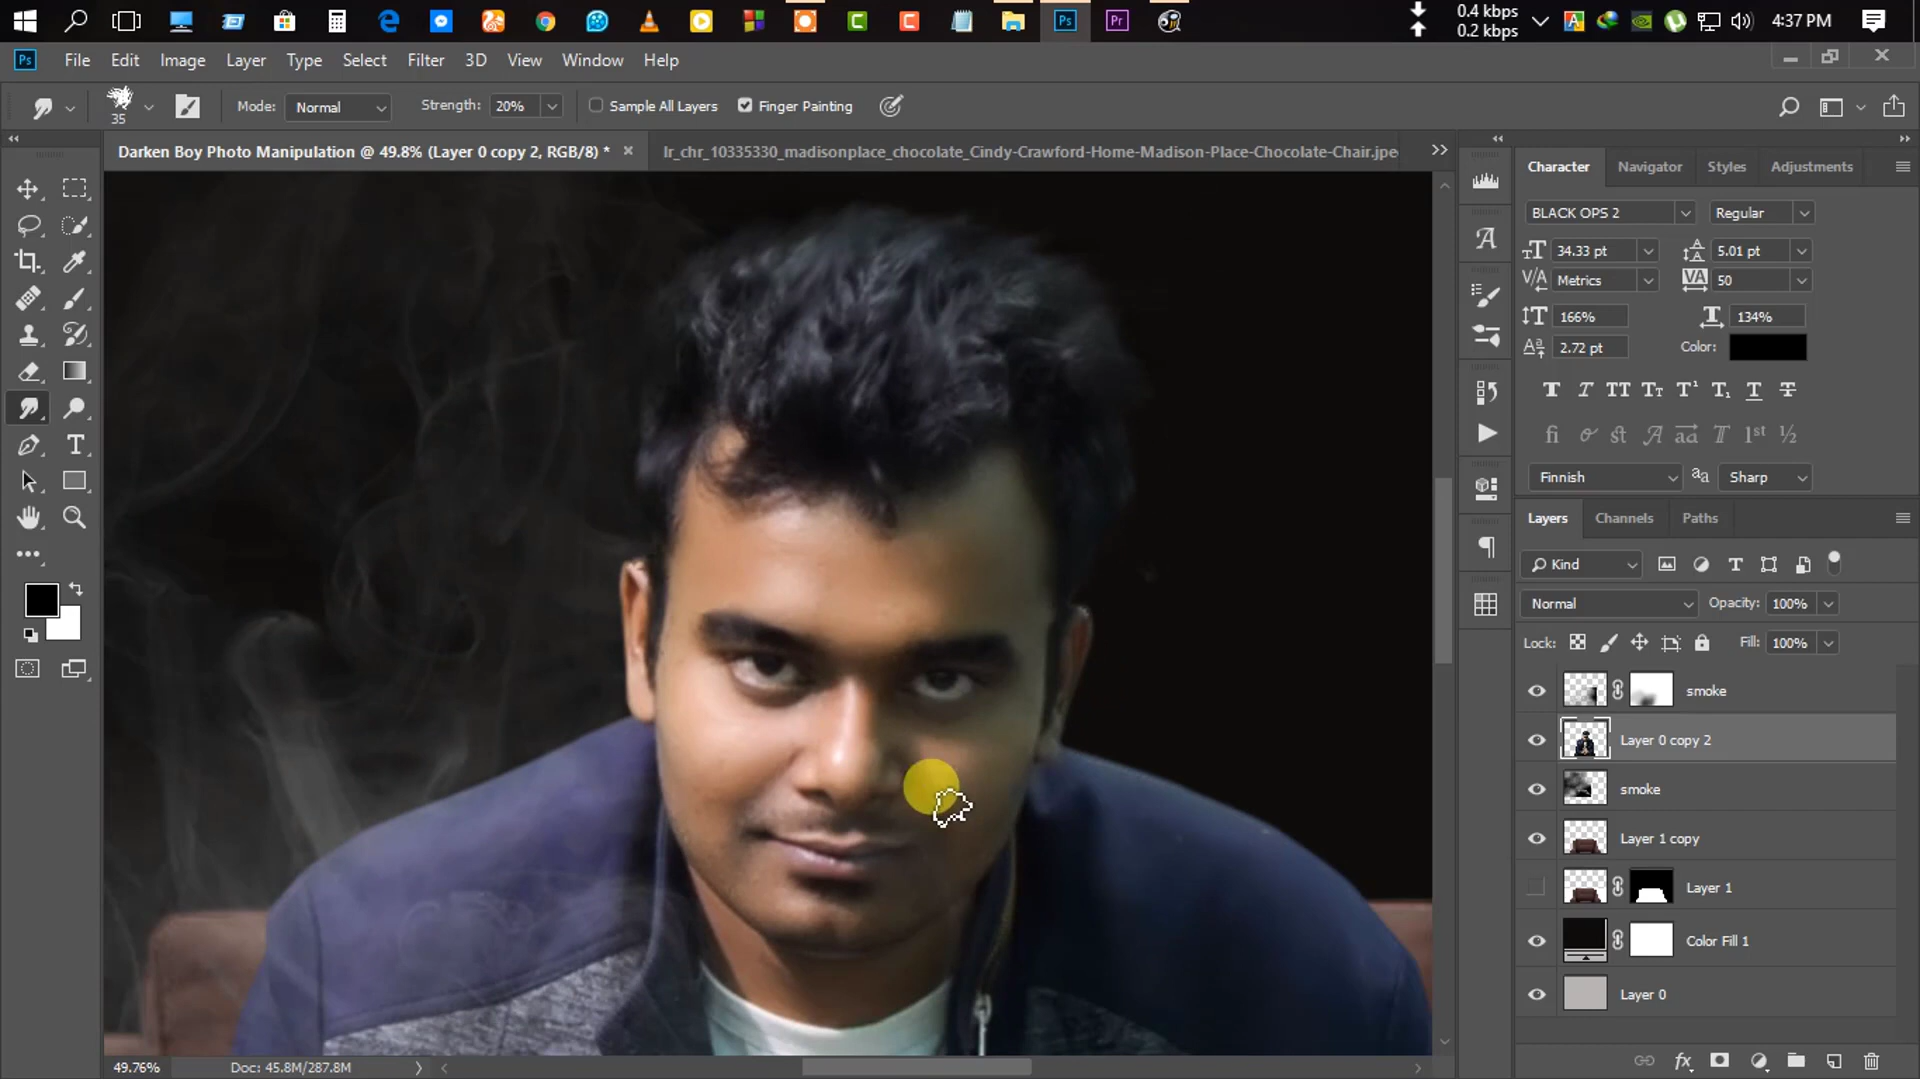 0.4 kbps
0.2 kbps
4:37 PM
Ps
Pr
File Edit Image Layer Type Select Filter 3D View Window Help
35
Mode: Normal
Strength: 20%
Sample All Layers
Finger Painting
Darken Boy Photo Manipulation @ 49.8% (Layer 0 copy 2, RGB/8) *
lr_chr_10335330_madisonplace_chocolate_Cindy-Crawford-Home-Madison-Place-Chocolate-Chair.jpe
Character Navigator Styles Adjustments
BLACK OPS 2 Regular
34.33 pt 5.01 pt
Metrics 50
166% 134%
2.72 pt Color:
Finnish aa Sharp
Layers Channels Paths
Kind
Normal Opacity: 100%
Lock: Fill: 100%
smoke
Layer 0 copy 2
smoke
Layer 1 copy
Layer 1
Color Fill 1
Layer 0
49.76% Doc: 45.8M/287.8M